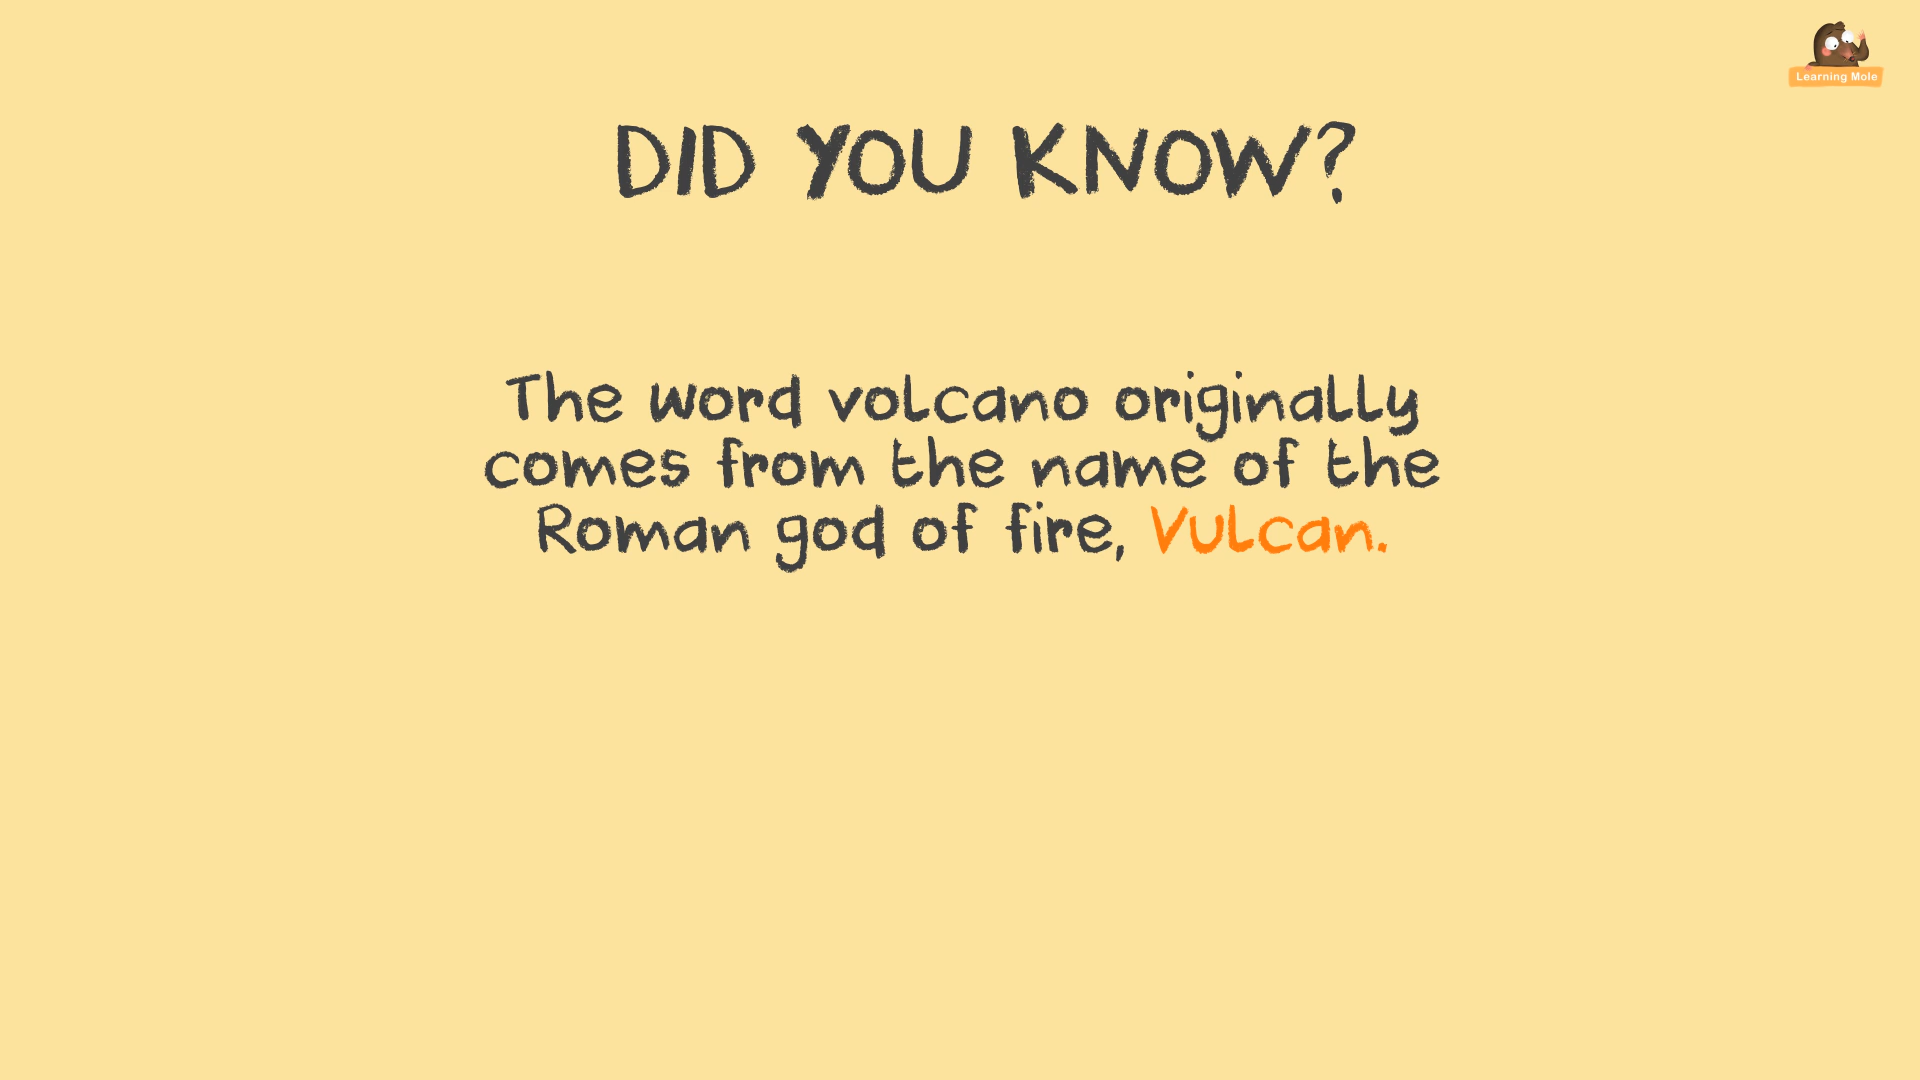 Learning Mole
DID YOU KNOW?
The word volcano originally
comes from the name of the
Roman god of fire, Vulcan.